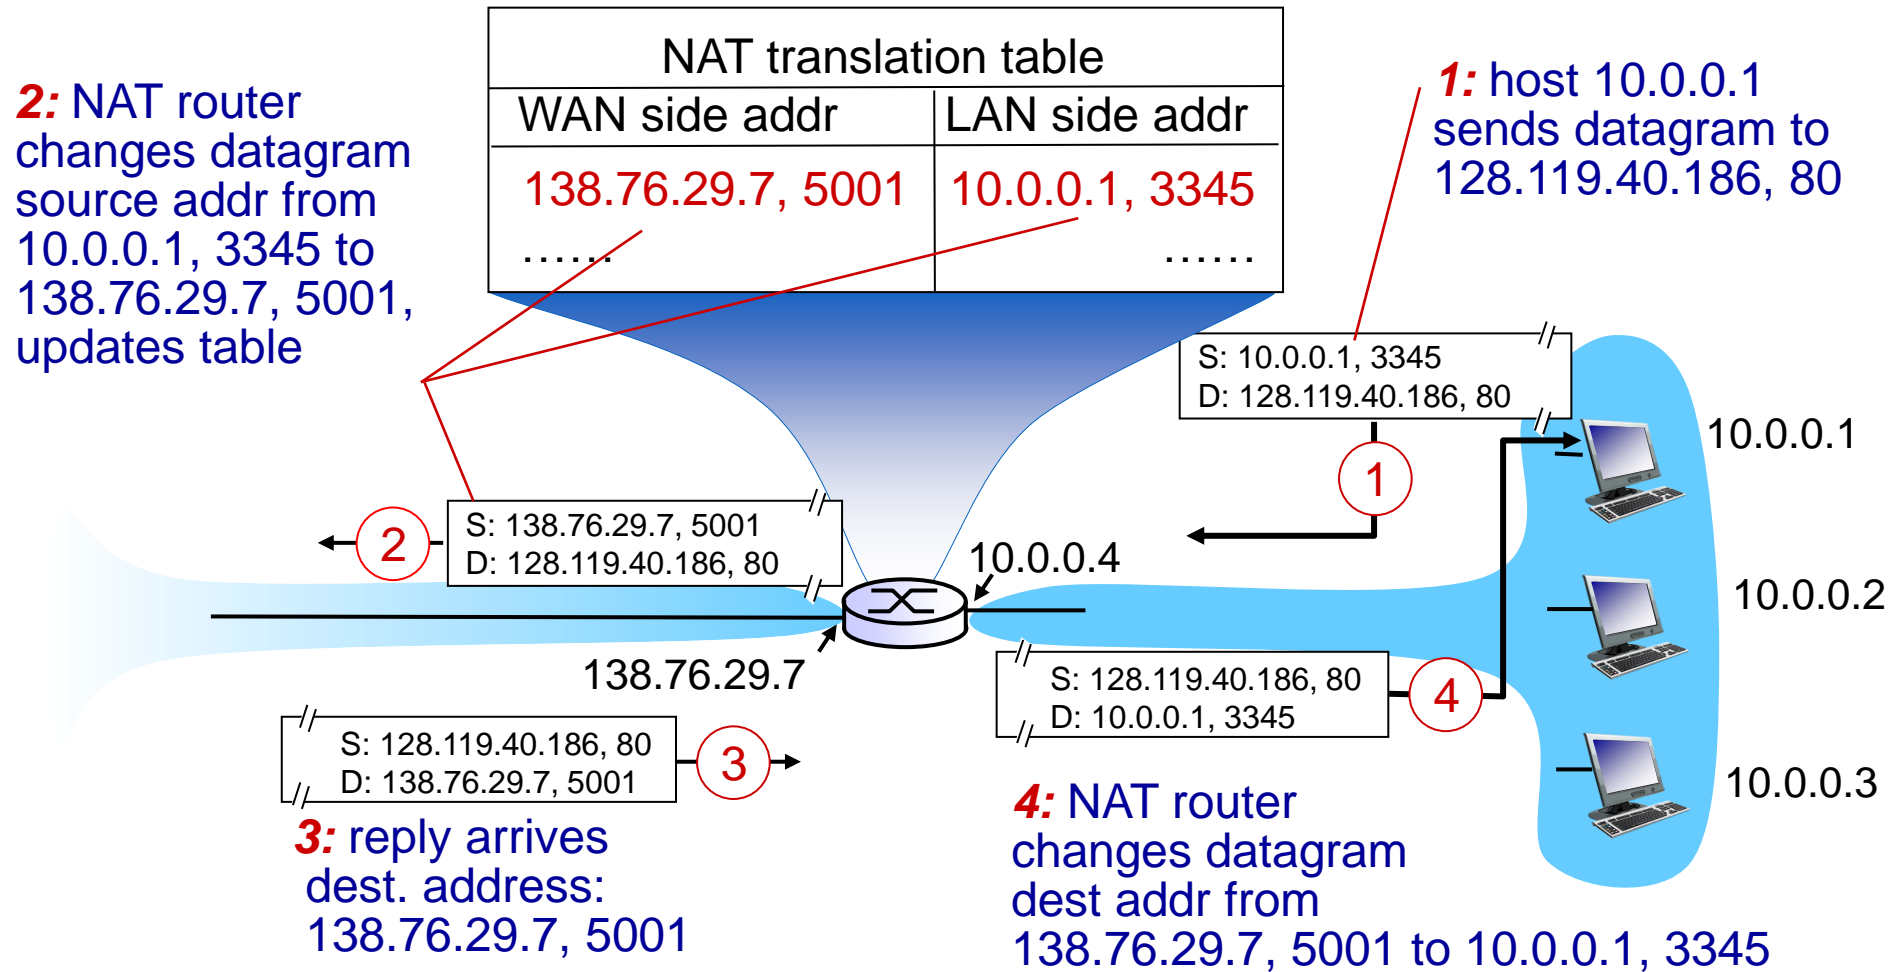 NAT translation table
WAN side addr
LAN side addr
138.76.29.7, 5001
10.0.0.1, 3345
......
......
2: NAT router
changes datagram
source addr from
10.0.0.1, 3345 to
138.76.29.7, 5001,
updates table
1: host 10.0.0.1
sends datagram to
128.119.40.186, 80
S: 10.0.0.1, 3345
D: 128.119.40.186, 80
1
10.0.0.1
S: 138.76.29.7, 5001
D: 128.119.40.186, 80
2
10.0.0.4
10.0.0.2
138.76.29.7
S: 128.119.40.186, 80
D: 10.0.0.1, 3345
4
S: 128.119.40.186, 80
D: 138.76.29.7, 5001
3
10.0.0.3
3: reply arrives
dest. address:
138.76.29.7, 5001
4: NAT router
changes datagram
dest addr from
138.76.29.7, 5001 to 10.0.0.1, 3345